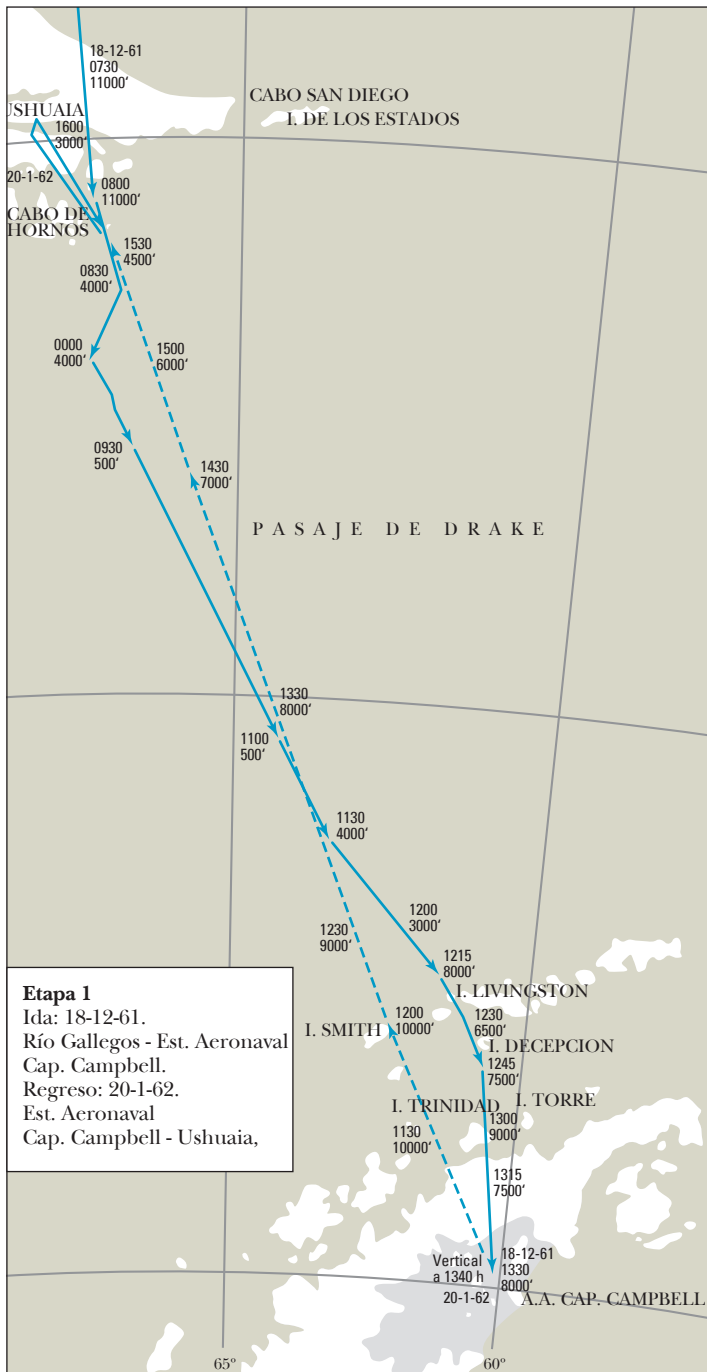 18-12-61
0730
11000‘
CABO SAN DIEGO
I. DE LOS ESTADOS
USHUAIA
1600
3000‘
20-1-62
0800
11000‘
CABO DE
HORNOS
1530
4500‘
0830
4000‘
0000
4000‘
1500
6000‘
0930
500‘
1430
7000‘
PASAJE DE DRAKE
1330
8000‘
1100
500‘
1130
4000‘
1200
3000‘
1230
9000‘
1215
8000‘
I. LIVINGSTON
1200
10000‘
I. SMITH
1230
6500‘
I. DECEPCION
1245
7500‘
I. TRINIDAD
I. TORRE
1300
9000‘
1130
10000‘
1315
7500‘
Vertical
a 1340 h
20-1-62
18-12-61
1330
8000‘
A.A. CAP. CAMPBELL
Etapa 1
Ida: 18-12-61.
Río Gallegos - Est. Aeronaval
Cap. Campbell.
Regreso: 20-1-62.
Est. Aeronaval
Cap. Campbell - Ushuaia,
65º
60º